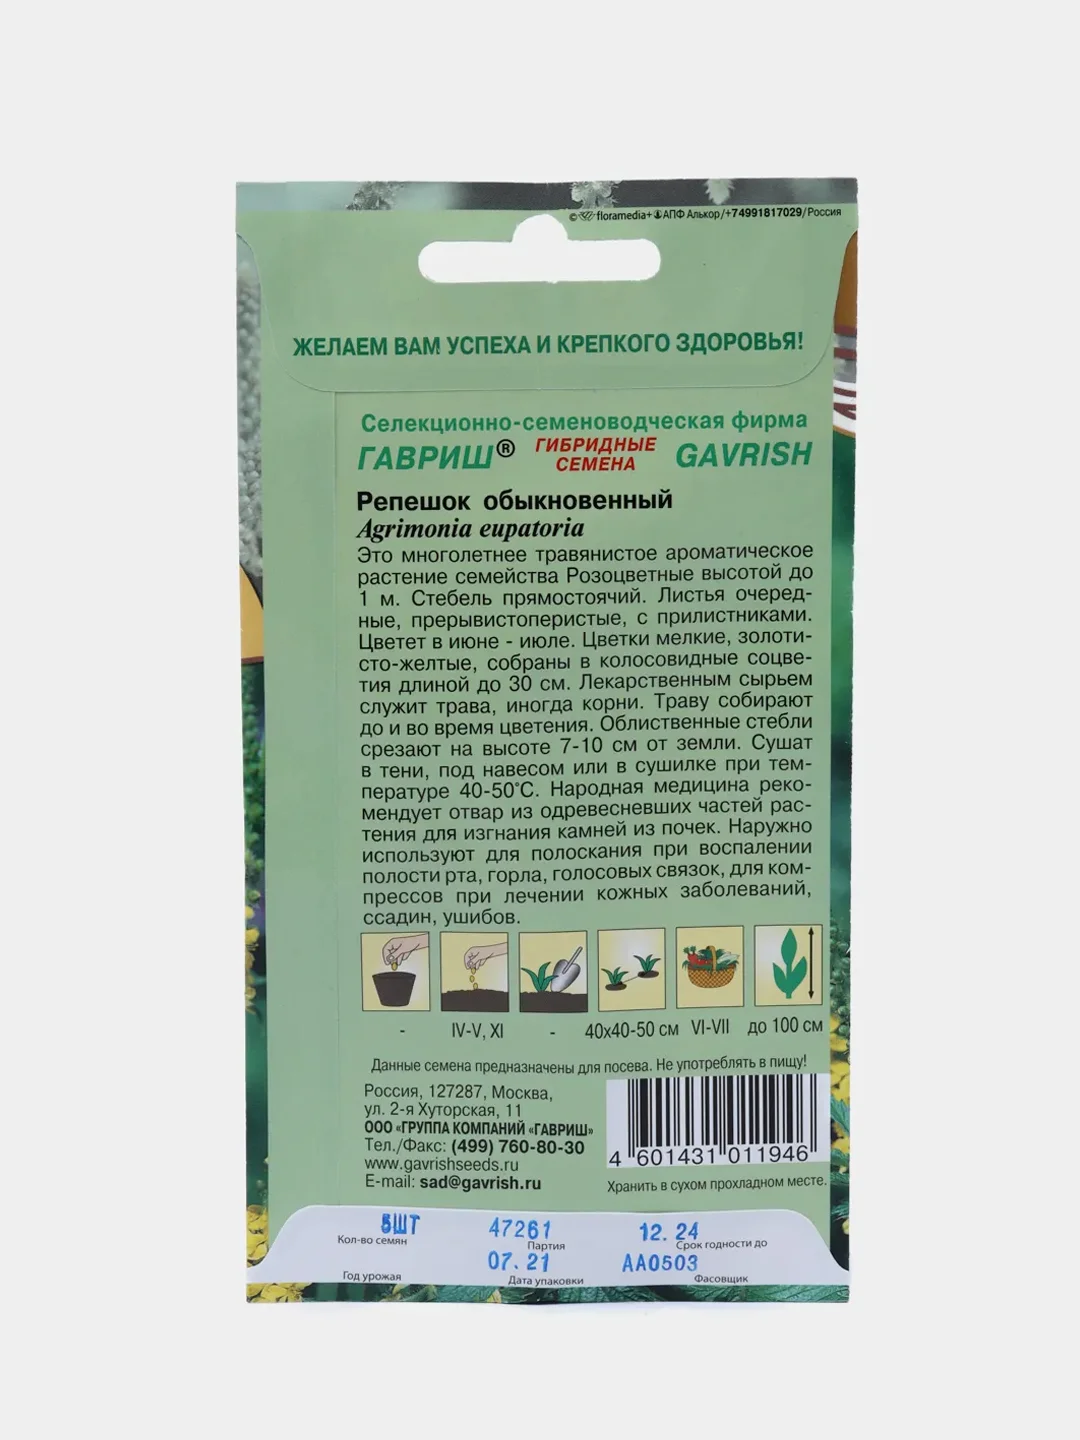 © floramedia+ АПФ Алькор/+74991817029/Россия
ЖЕЛАЕМ ВАМ УСПЕХА И КРЕПКОГО ЗДОРОВЬЯ!
Селекционно-семеноводческая фирма
ГАВРИШ® ГИБРИДНЫЕ СЕМЕНА GAVRISH
Репешок обыкновенный
Agrimonia eupatoria
Это многолетнее травянистое ароматическое
растение семейства Розоцветные высотой до
1 м. Стебель прямостоячий. Листья очеред-
ные, прерывистоперистые, с прилистниками.
Цветет в июне - июле. Цветки мелкие, золоти-
сто-желтые, собраны в колосовидные соцве-
тия длиной до 30 см. Лекарственным сырьем
служит трава, иногда корни. Траву собирают
до и во время цветения. Облиственные стебли
срезают на высоте 7-10 см от земли. Сушат
в тени, под навесом или в сушилке при тем-
пературе 40-50°С. Народная медицина реко-
мендует отвар из одревесневших частей рас-
тения для изгнания камней из почек. Наружно
используют для полоскания при воспалении
полости рта, горла, голосовых связок, для ком-
прессов при лечении кожных заболеваний,
ссадин, ушибов.
- IV-V, XI - 40x40-50 см VI-VII до 100 см
Данные семена предназначены для посева. Не употреблять в пищу!
Россия, 127287, Москва,
ул. 2-я Хуторская, 11
ООО «ГРУППА КОМПАНИЙ «ГАВРИШ»
Тел./Факс: (499) 760-80-30
www.gavrishseeds.ru
E-mail: sad@gavrish.ru
4 601431 011946
Хранить в сухом прохладном месте.
5ШТ 47261 12.24
Кол-во семян Партия Срок годности до
07.21 АА0503
Год урожая Дата упаковки Фасовщик